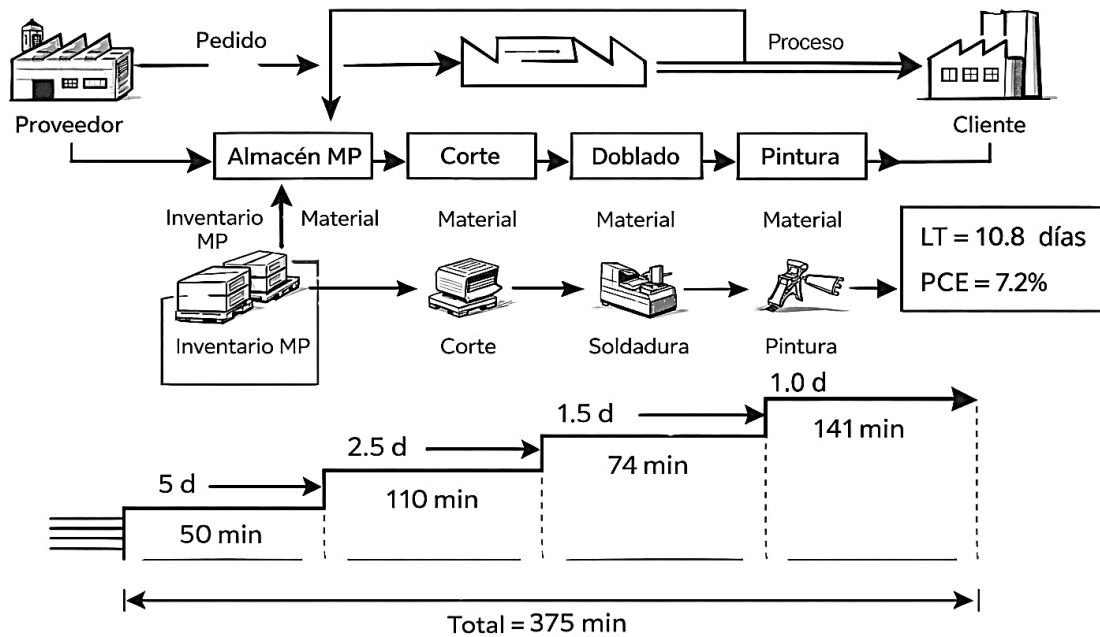 Pedido
Proceso
Proveedor
Cliente
Almacén MP
Corte
Doblado
Pintura
Inventario
MP
Material
Material
Material
Material
LT = 10.8 días
PCE = 7.2%
Inventario MP
Corte
Soldadura
Pintura
1.0 d
1.5 d
141 min
2.5 d
74 min
5 d
110 min
50 min
Total = 375 min